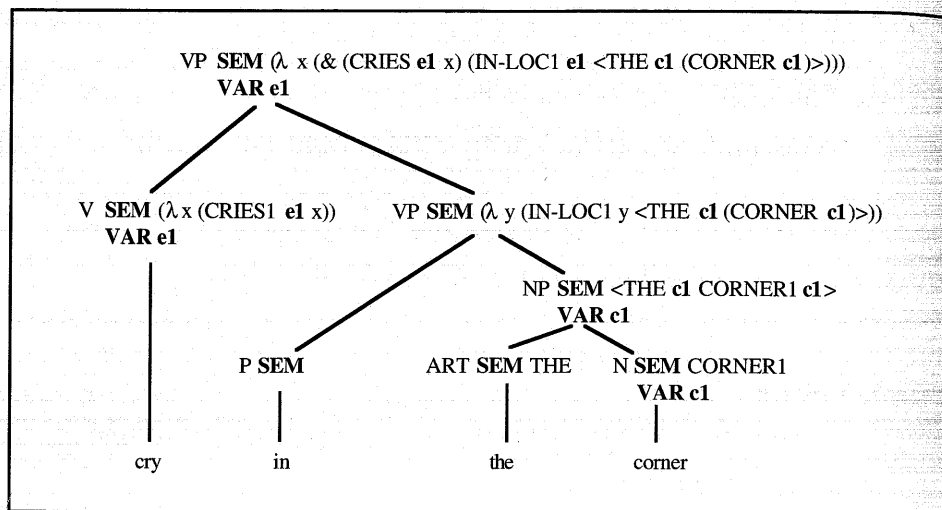 VP SEM (λ x (& (CRIES e1 x) (IN-LOC1 e1 <THE c1 (CORNER c1)>)))
VAR e1
V SEM (λ x (CRIES1 e1 x)) VP SEM (λ y (IN-LOC1 y <THE c1 (CORNER c1)>))
VAR e1
NP SEM <THE c1 CORNER1 c1>
VAR c1
P SEM ART SEM THE N SEM CORNER1
VAR c1
cry in the corner